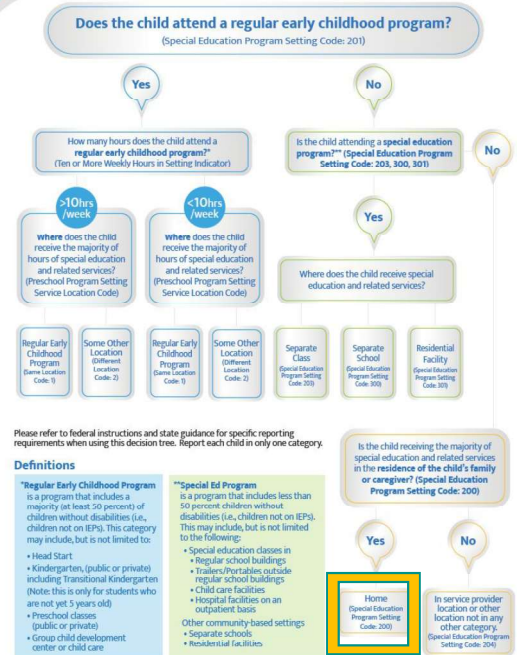 Does the child attend a regular early childhood program?
(Special Education Program Setting Code: 201)
Yes
No
How many hours does the child attend a
regular early childhood program?*
(Ten or More Weekly Hours in Setting Indicator)
Is the child attending a special education
program?** (Special Education Program
Setting Code: 203, 300, 301)
No
>10hrs
/week
<10hrs
/week
Yes
Where does the child
receive the majority of
hours of special education
and related services?
(Preschool Program Setting
Service Location Code)
Where does the child
receive the majority of
hours of special education
and related services?
(Preschool Program Setting
Service Location Code)
Where does the child receive special
education and related services?
Regular Early
Childhood
Program
(Same Location
Code: 1)
Some Other
Location
(Different
Location
Code: 2)
Regular Early
Childhood
Program
(Same Location
Code: 1)
Some Other
Location
(Different
Location
Code: 2)
Separate
Class
(Special Education
Program Setting
Code: 203)
Separate
School
(Special Education
Program Setting
Code: 300)
Residential
Facility
(Special Education
Program Setting
Code: 301)
Please refer to federal instructions and state guidance for specific reporting
requirements when using this decision tree. Report each child in only one category.
Is the child receiving the majority of
special education and related services
in the residence of the child's family
or caregiver? (Special Education
Program Setting Code: 200)
Definitions
*Regular Early Childhood Program
is a program that includes a
majority (at least 50 percent) of
children without disabilities (i.e.,
children not on IEPs). This category
may include, but is not limited to:
• Head Start
• Kindergarten, (public or private)
including Transitional Kindergarten
(Note: this is only for students who
are not yet 5 years old)
• Preschool classes
(public or private)
• Group child development
center or child care
**Special Ed Program
is a program that includes less than
50 percent children without
disabilities (i.e., children not on IEPs).
This may include, but is not limited
to the following:
• Special education classes in
• Regular school buildings
• Trailers/Portables outside
regular school buildings
• Child care facilities
• Hospital facilities on an
outpatient basis
Other community-based settings
• Separate schools
• Residential facilities
Yes
No
Home
(Special Education
Program Setting
Code: 200)
In service provider
location or other
location not in any
other category.
(Special Education Program
Setting Code: 204)